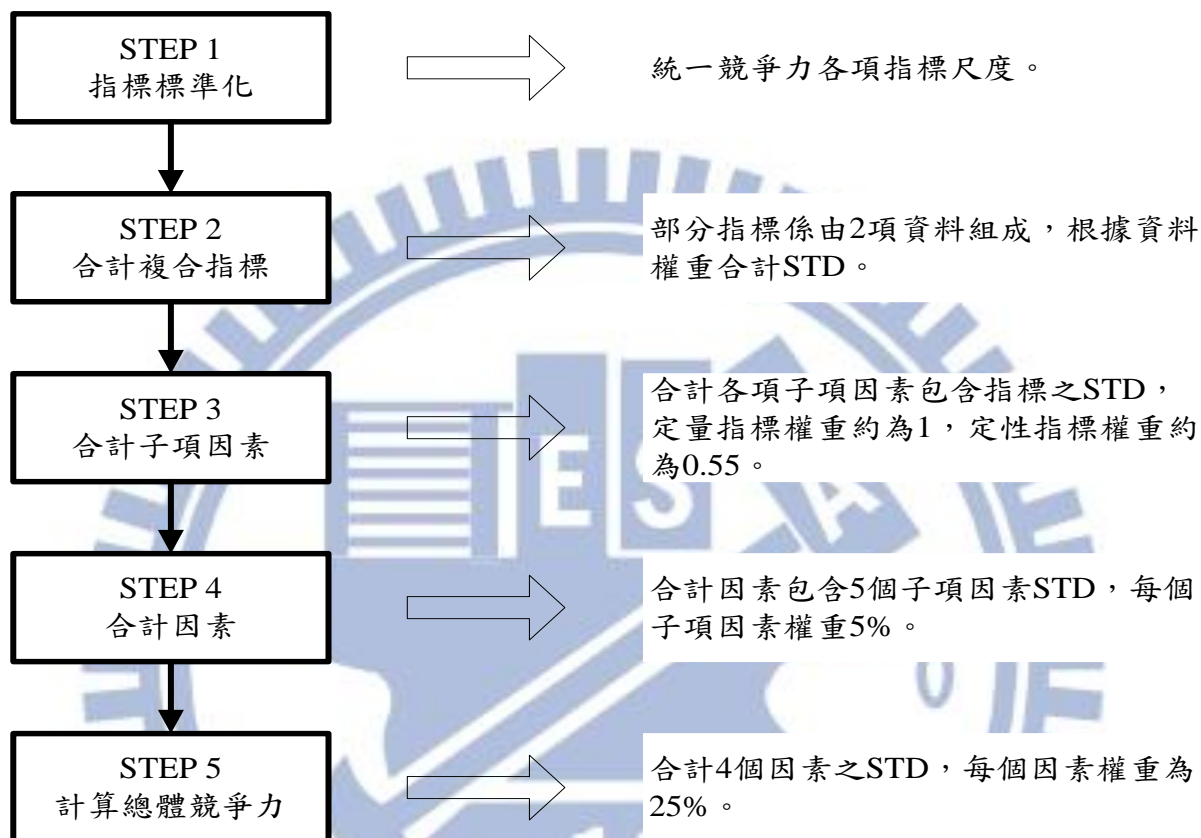 STEP 1
指標標準化
統一競爭力各項指標尺度。
STEP 2
合計複合指標
部分指標係由2項資料組成，根據資料
權重合計STD。
STEP 3
合計子項因素
合計各項子項因素包含指標之STD，
定量指標權重約為1，定性指標權重約
為0.55。
STEP 4
合計因素
合計因素包含5個子項因素STD，每個
子項因素權重5%。
STEP 5
計算總體競爭力
合計4個因素之STD，每個因素權重為
25%。
E S A